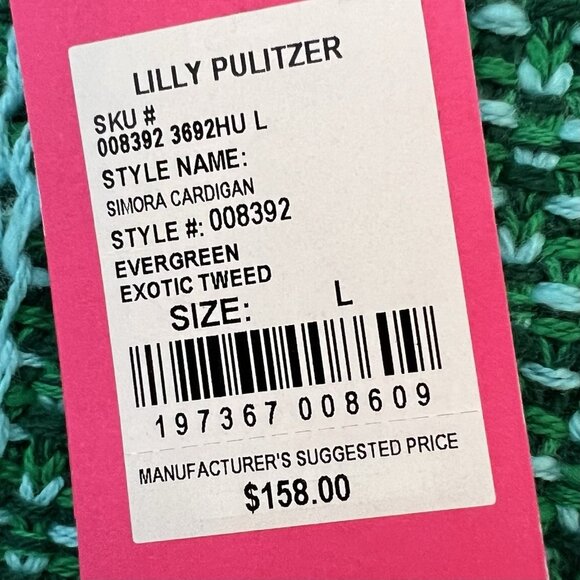 LILLY PULITZER
SKU #
008392 3692HU L
STYLE NAME:
SIMORA CARDIGAN
STYLE #: 008392
EVERGREEN
EXOTIC TWEED
SIZE: L
197367 008609
MANUFACTURER'S SUGGESTED PRICE
$158.00